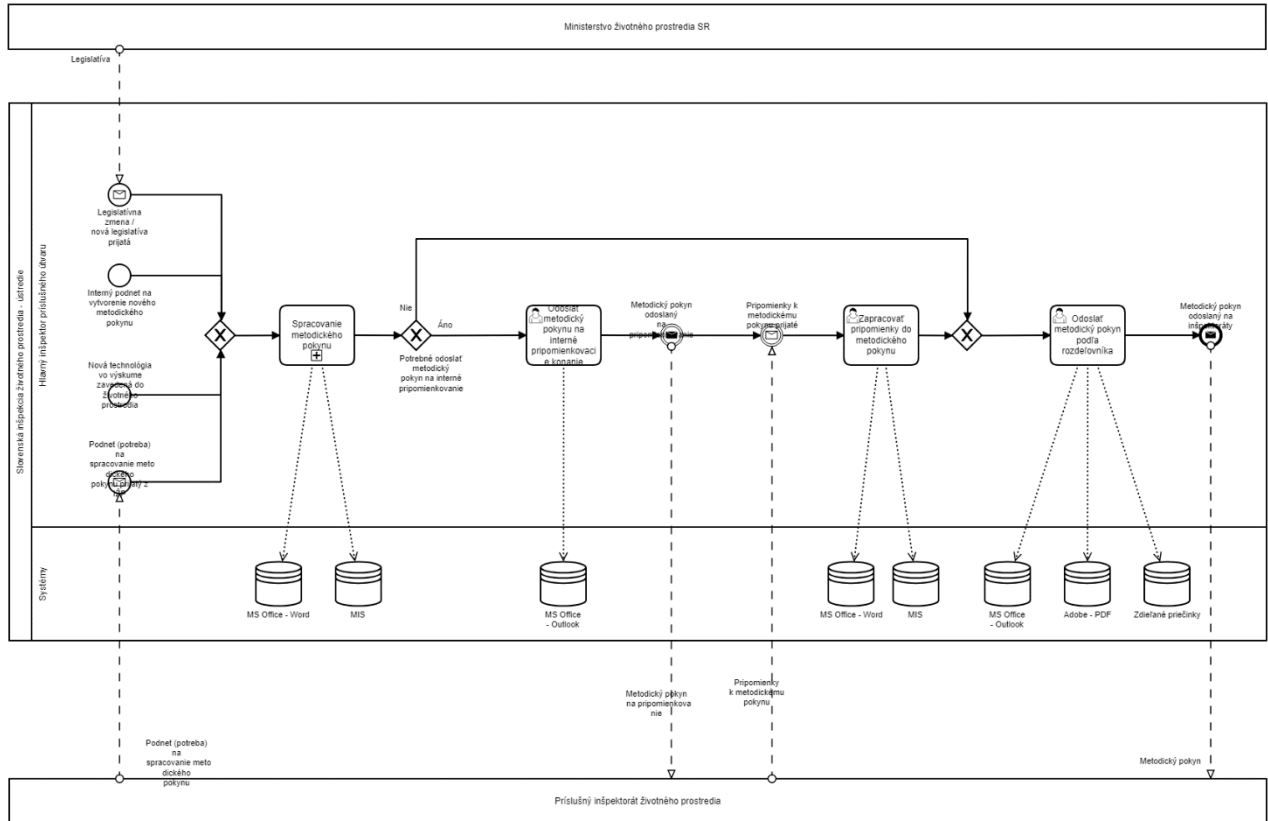 Ministerstvo životného prostredia SR
Legislatíva
Slovenská inšpekcia životného prostredia - ústredie
Hlavný inšpektor príslušného útvaru
Legislatívna
zmena /
nová legislatíva
prijatá
Interný podnet na
vytvorenie nového
metodického
pokynu
Nová technológia
vo výskume
zavedená do
životného
prostredia
Podnet (potreba)
na
spracovanie meto
dického
pokynu prijatý z
Spracovanie
metodického
pokynu
Nie
Áno
Potrebné odoslať
metodický
pokyn na interné
pripomienkovanie
Odoslať
metodický
pokynu na
interné
pripomienkovaci
e konanie
Metodický pokyn
odoslaný
na
pripomienkovanie
Pripomienky k
metodickému
pokynu prijaté
Zapracovať
pripomienky do
metodického
pokynu
Odoslať
metodický pokyn
podľa
rozdeľovníka
Metodický pokyn
odoslaný na
inšpektoráty
Systémy
MS Office - Word
MIS
MS Office
- Outlook
MS Office - Word
MIS
MS Office
- Outlook
Adobe - PDF
Zdieľané priečinky
Podnet (potreba)
na
spracovanie meto
dického
pokynu
Metodický pokyn
na pripomienkova
nie
Pripomienky
k metodickému
pokynu
Metodický pokyn
Príslušný inšpektorát životného prostredia